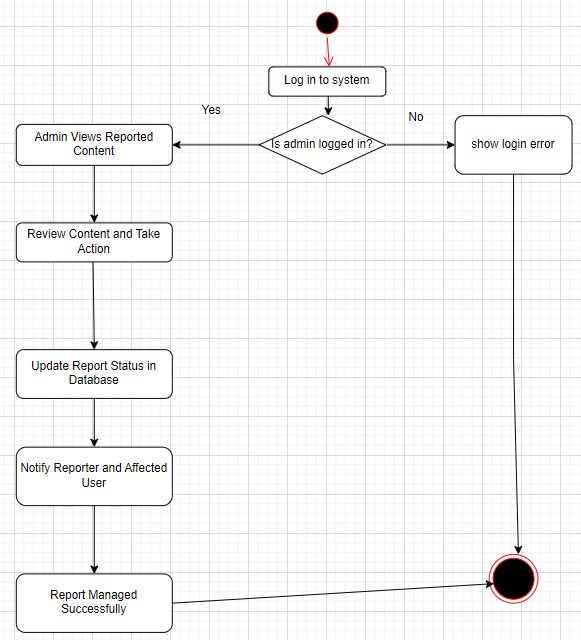 Log in to system
Yes
No
Is admin logged in?
show login error
Admin Views Reported
Content
Review Content and Take
Action
Update Report Status in
Database
Notify Reporter and Affected
User
Report Managed
Successfully